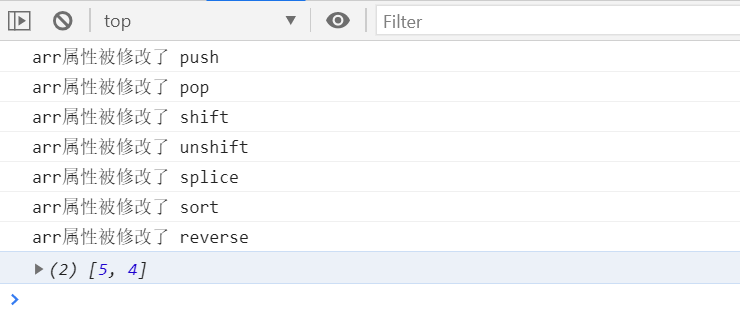 top
Filter
arr属性被修改了 push
arr属性被修改了 pop
arr属性被修改了 shift
arr属性被修改了 unshift
arr属性被修改了 splice
arr属性被修改了 sort
arr属性被修改了 reverse
(2) [5, 4]